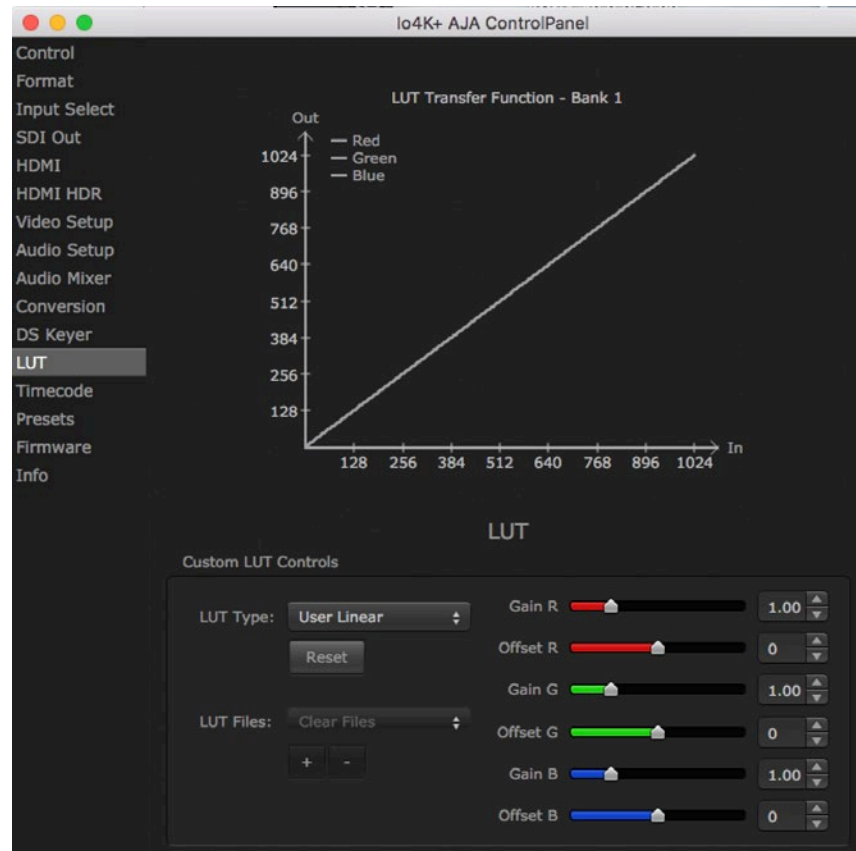 Io4K+ AJA ControlPanel
Control
Format
Input Select
SDI Out
HDMI
HDMI HDR
Video Setup
Audio Setup
Audio Mixer
Conversion
DS Keyer
LUT
Timecode
Presets
Firmware
Info
LUT Transfer Function - Bank 1
Out
Red
Green
Blue
1024
896
768
640
512
384
256
128
128 256 384 512 640 768 896 1024
In
LUT
Custom LUT Controls
LUT Type: User Linear
Reset
LUT Files: Clear Files
+ -
Gain R 1.00
Offset R 0
Gain G 1.00
Offset G 0
Gain B 1.00
Offset B 0